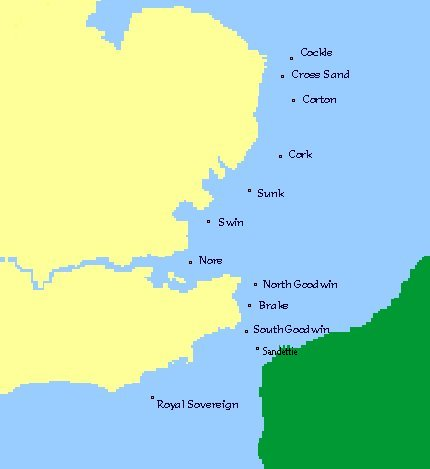 Cockle
Cross Sand
Corton
Cork
Sunk
Swin
Nore
North Goodwin
Brake
South Goodwin
Sandettie
Royal Sovereign